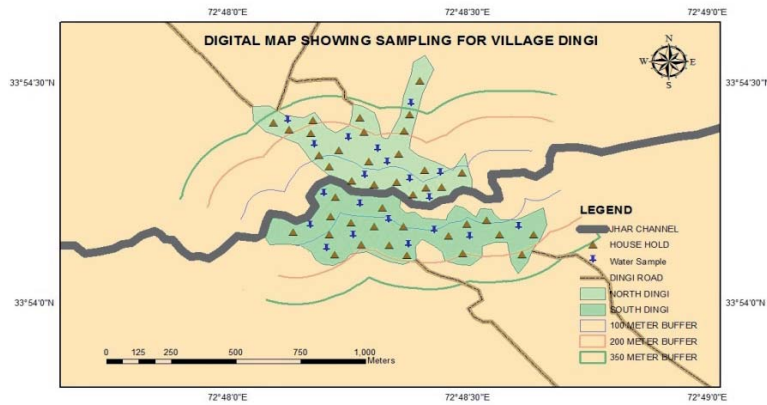 72°48'0"E 72°48'30"E 72°49'0"E
DIGITAL MAP SHOWING SAMPLING FOR VILLAGE DINGI
N
W E
S
33°54'30"N 33°54'30"N
LEGEND
JHAR CHANNEL
HOUSE HOLD
Water Sample
DINGI ROAD
NORTH DINGI
SOUTH DINGI
100 METER BUFFER
200 METER BUFFER
350 METER BUFFER
33°54'0"N 33°54'0"N
0 125 250 500 750 1,000
Meters
72°48'0"E 72°48'30"E 72°49'0"E